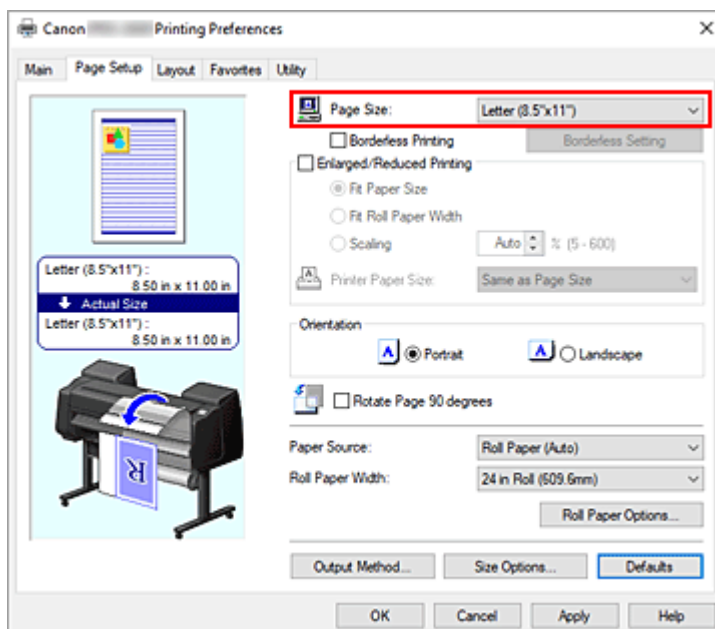 Canon Printing Preferences
Main Page Setup Layout Favorites Utility
Page Size: Letter (8.5"x11")
Borderless Printing Borderless Setting
Enlarged/Reduced Printing
Fit Paper Size
Fit Roll Paper Width
Scaling Auto % (5 - 600)
Printer Paper Size: Same as Page Size
Letter (8.5"x11") :
8.50 in x 11.00 in
Actual Size
Letter (8.5"x11") :
8.50 in x 11.00 in
Orientation
A Portrait A Landscape
Rotate Page 90 degrees
R
Paper Source: Roll Paper (Auto)
Roll Paper Width: 24 in Roll (609.6mm)
Roll Paper Options...
Output Method... Size Options... Defaults
OK Cancel Apply Help